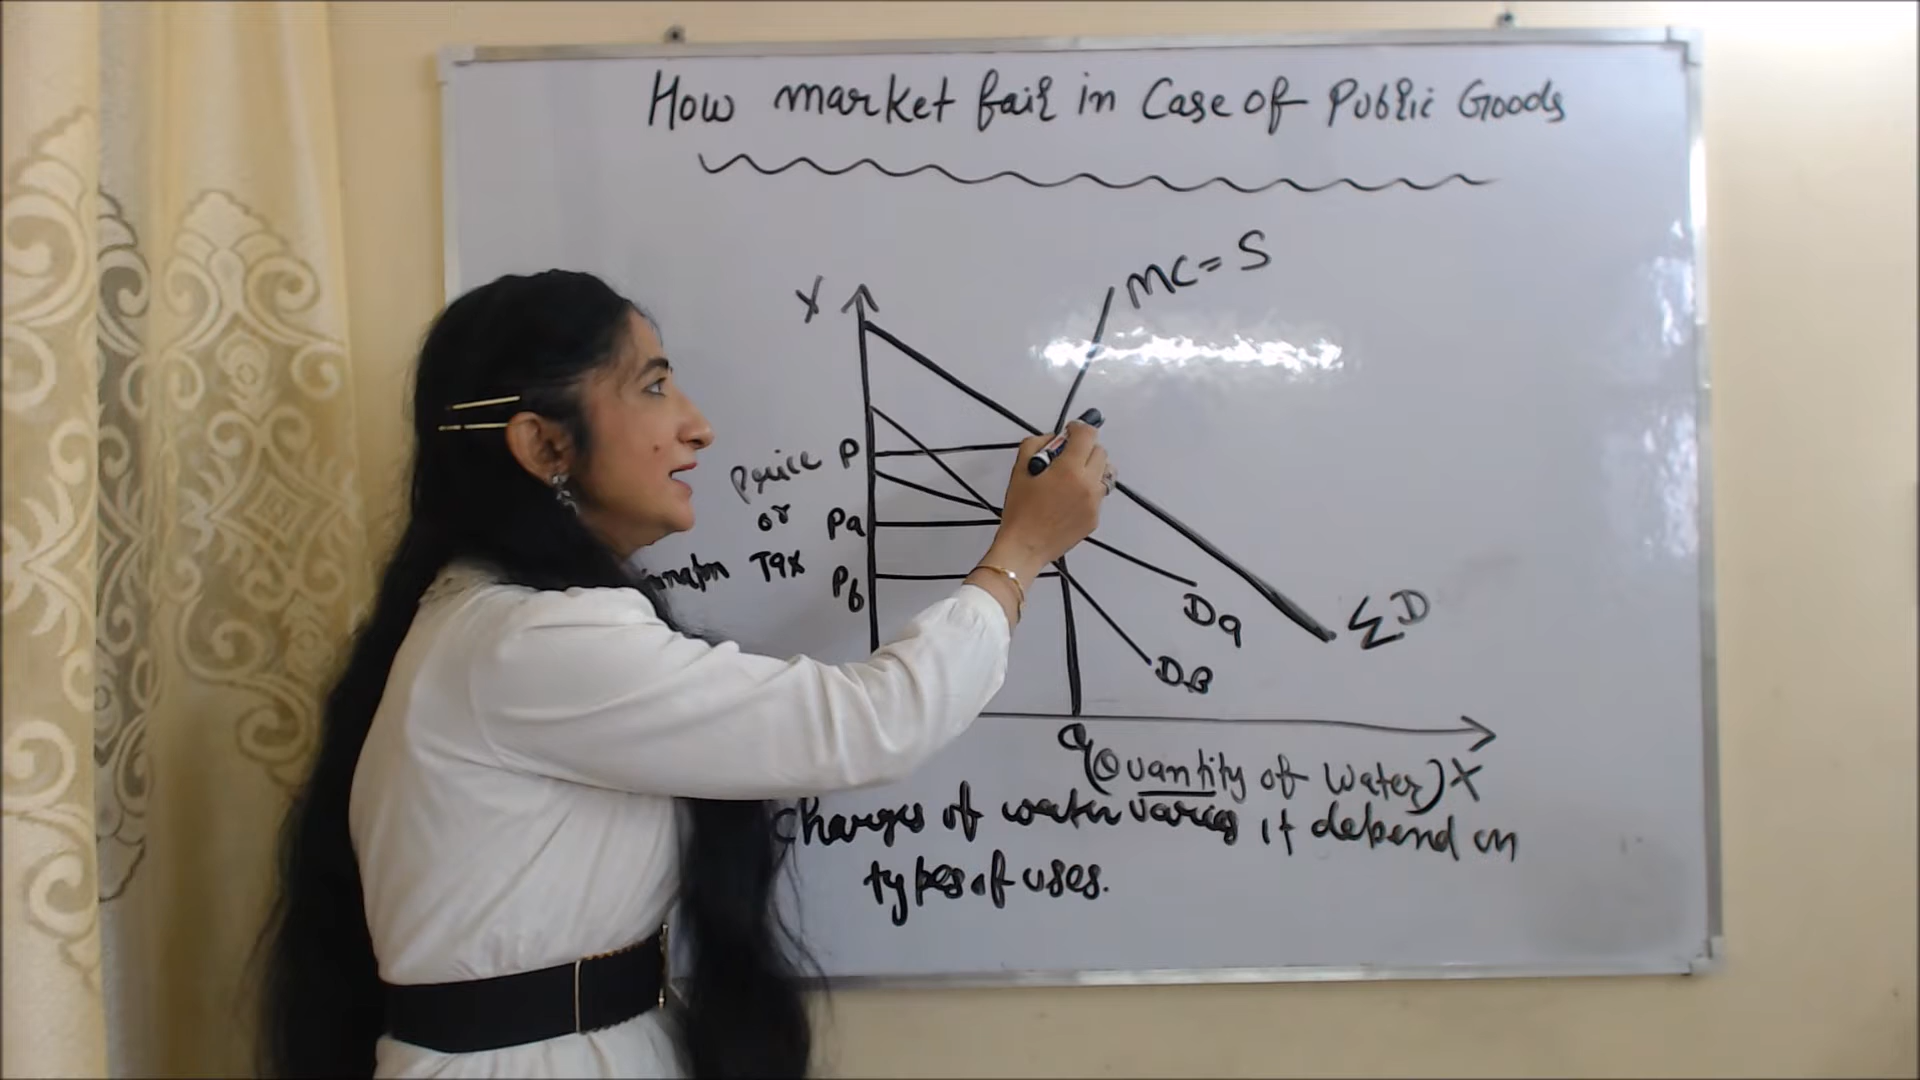 How market fail in Case of Public Goods
MC = S
Y
Price P
or Pa
Tax
Pb
Da
DB
ΣD
Q
(Quantity of Water) X
Charges of water varies it depend on
types of uses.